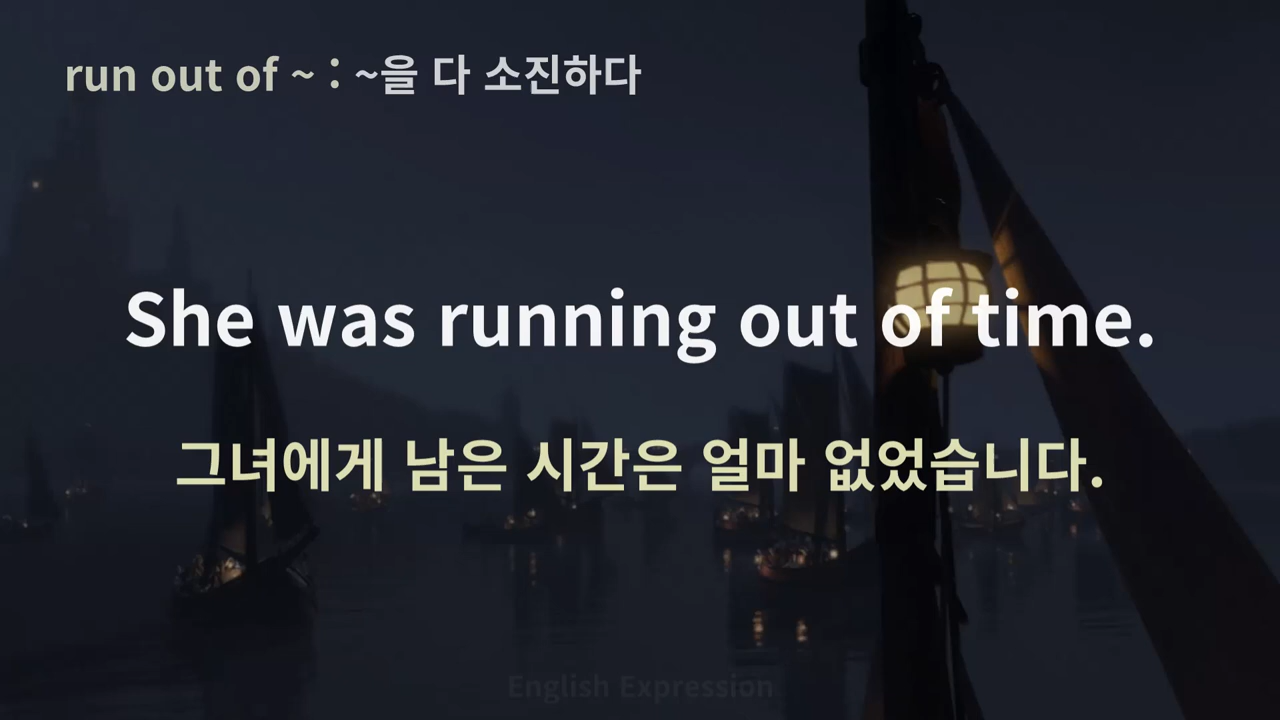 run out of ~ : ~을 다 소진하다
She was running out of time.
그녀에게 남은 시간은 얼마 없었습니다.
English Expression